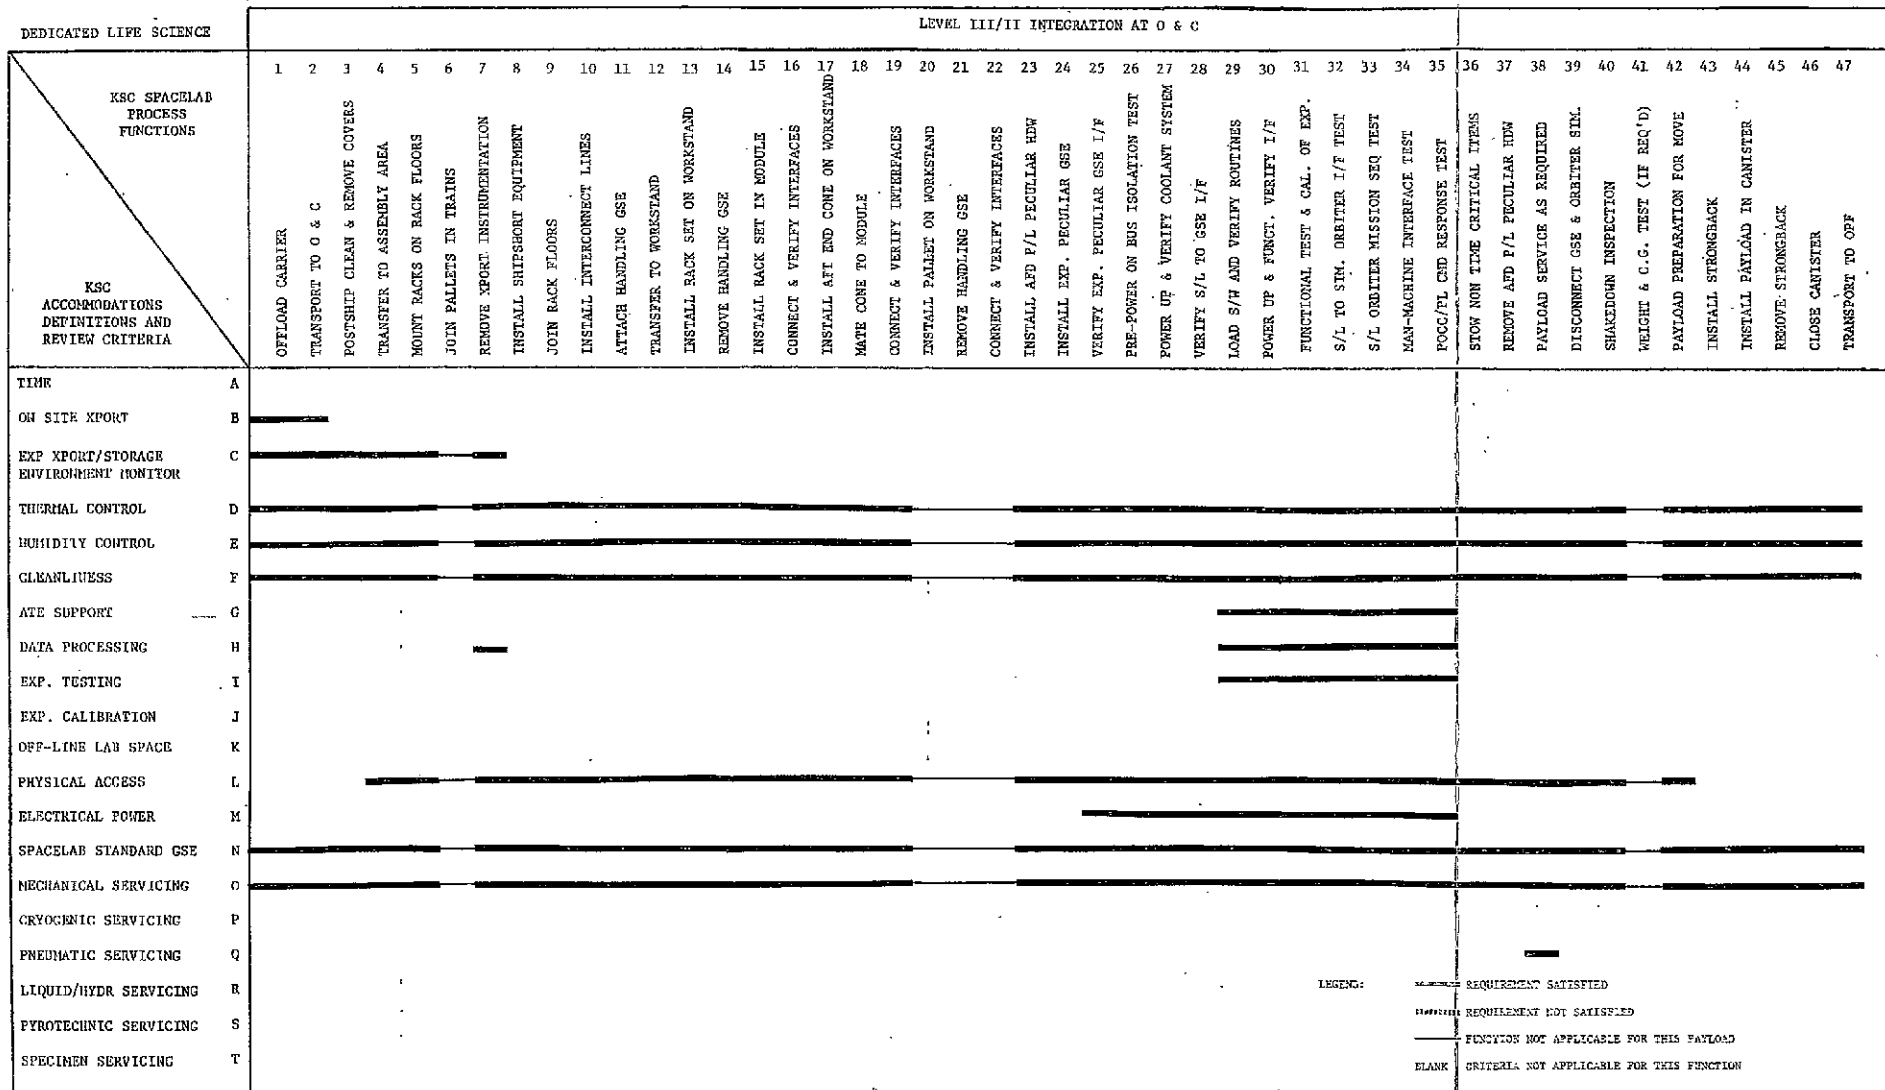 DEDICATED LIFE SCIENCE
LEVEL III/II INTEGRATION AT O & C
KSC SPACELAB
PROCESS
FUNCTIONS
KSC
ACCOMMODATIONS
DEFINITIONS AND
REVIEW CRITERIA
1 2 3 4 5 6 7 8 9 10 11 12 13 14 15 16 17 18 19 20 21 22 23 24 25 26 27 28 29 30 31 32 33 34 35 36 37 38 39 40 41 42 43 44 45 46 47
OFFLOAD CARRIER
TRANSPORT TO O & C
POSTSHIP CLEAN & REMOVE COVERS
TRANSFER TO ASSEMBLY AREA
MOUNT RACKS ON RACK FLOORS
JOIN PALLETS IN TRAINS
REMOVE XPORT INSTRUMENTATION
INSTALL SHIPSHORT EQUIPMENT
JOIN RACK FLOORS
INSTALL INTERCONNECT LINES
ATTACH HANDLING GSE
TRANSFER TO WORKSTAND
INSTALL RACK SET ON WORKSTAND
REMOVE HANDLING GSE
INSTALL RACK SET IN MODULE
CONNECT & VERIFY INTERFACES
INSTALL AFT END CONE ON WORKSTAND
MATE CONE TO MODULE
CONNECT & VERIFY INTERFACES
INSTALL PALLET ON WORKSTAND
REMOVE HANDLING GSE
CONNECT & VERIFY INTERFACES
INSTALL AFD P/L PECULIAR HDW
INSTALL EXP. PECULIAR GSE
VERIFY EXP. PECULIAR GSE I/F
PRE-POWER ON BUS ISOLATION TEST
POWER UP & VERIFY COOLANT SYSTEM
VERIFY S/L TO GSE I/F
LOAD S/W AND VERIFY ROUTINES
POWER UP & FUNCT. VERIFY I/F
FUNCTIONAL TEST & CAL. OF EXP.
S/L TO SIM. ORBITER I/F TEST
S/L ORBITER MISSION SEQ TEST
MAN-MACHINE INTERFACE TEST
POCC/PL CMD RESPONSE TEST
STOW NON TIME CRITICAL ITEMS
REMOVE AFD P/L PECULIAR HDW
PAYLOAD SERVICE AS REQUIRED
DISCONNECT GSE & ORBITER SIM.
SHAKEDOWN INSPECTION
WEIGHT & C.G. TEST (IF REQ'D)
PAYLOAD PREPARATION FOR MOVE
INSTALL STRONGBACK
INSTALL PAYLOAD IN CANISTER
REMOVE STRONGBACK
CLOSE CANISTER
TRANSPORT TO OPF
TIME A
ON SITE XPORT B
EXP XPORT/STORAGE C
ENVIRONMENT MONITOR
THERMAL CONTROL D
HUMIDITY CONTROL E
CLEANLINESS F
ATE SUPPORT G
DATA PROCESSING H
EXP. TESTING I
EXP. CALIBRATION J
OFF-LINE LAB SPACE K
PHYSICAL ACCESS L
ELECTRICAL POWER M
SPACELAB STANDARD GSE N
MECHANICAL SERVICING O
CRYOGENIC SERVICING P
PNEUMATIC SERVICING Q
LIQUID/HYDR SERVICING R
PYROTECHNIC SERVICING S
SPECIMEN SERVICING T
LEGEND: REQUIREMENT SATISFIED
REQUIREMENT NOT SATISFIED
FUNCTION NOT APPLICABLE FOR THIS PAYLOAD
BLANK CRITERIA NOT APPLICABLE FOR THIS FUNCTION